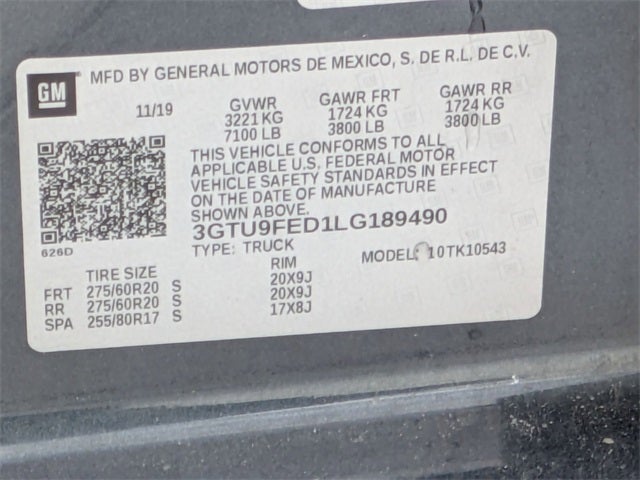 GM
MFD BY GENERAL MOTORS DE MEXICO, S. DE R.L. DE C.V.
11/19 GVWR GAWR FRT GAWR RR
3221 KG 1724 KG 1724 KG
7100 LB 3800 LB 3800 LB
THIS VEHICLE CONFORMS TO ALL
APPLICABLE U.S. FEDERAL MOTOR
VEHICLE SAFETY STANDARDS IN EFFECT
ON THE DATE OF MANUFACTURE
SHOWN ABOVE.
3GTU9FED1LG189490
626D TYPE: TRUCK MODEL: 10TK10543
TIRE SIZE RIM
FRT 275/60R20 S 20X9J
RR 275/60R20 S 20X9J
SPA 255/80R17 S 17X8J